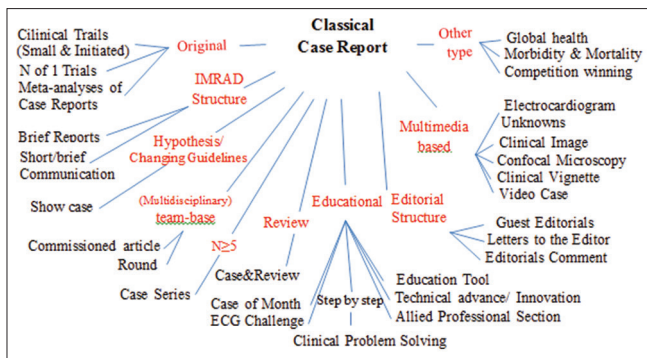 Classical
Case Report
Cilinical Trails
(Small & Initiated)
N of 1 Trials
Meta-analyses of
Case Reports
Original
IMRAD
Structure
Brief Reports
Short/brief
Communication
Hypothesis/
Changing Guidelines
Show case
(Multidisciplinary)
team-base
Commissioned article
Round
N≥5
Case Series
Review
Case&Review
Educational
Case of Month
ECG Challenge
Step by step
Clinical Problem Solving
Education Tool
Technical advance/ Innovation
Allied Professional Section
Editorial
Structure
Guest Editorials
Letters to the Editor
Editorials Comment
Multimedia
based
Electrocardiogram
Unknowns
Clinical Image
Confocal Microscopy
Clinical Vignette
Video Case
Other
type
Global health
Morbidity & Mortality
Competition winning